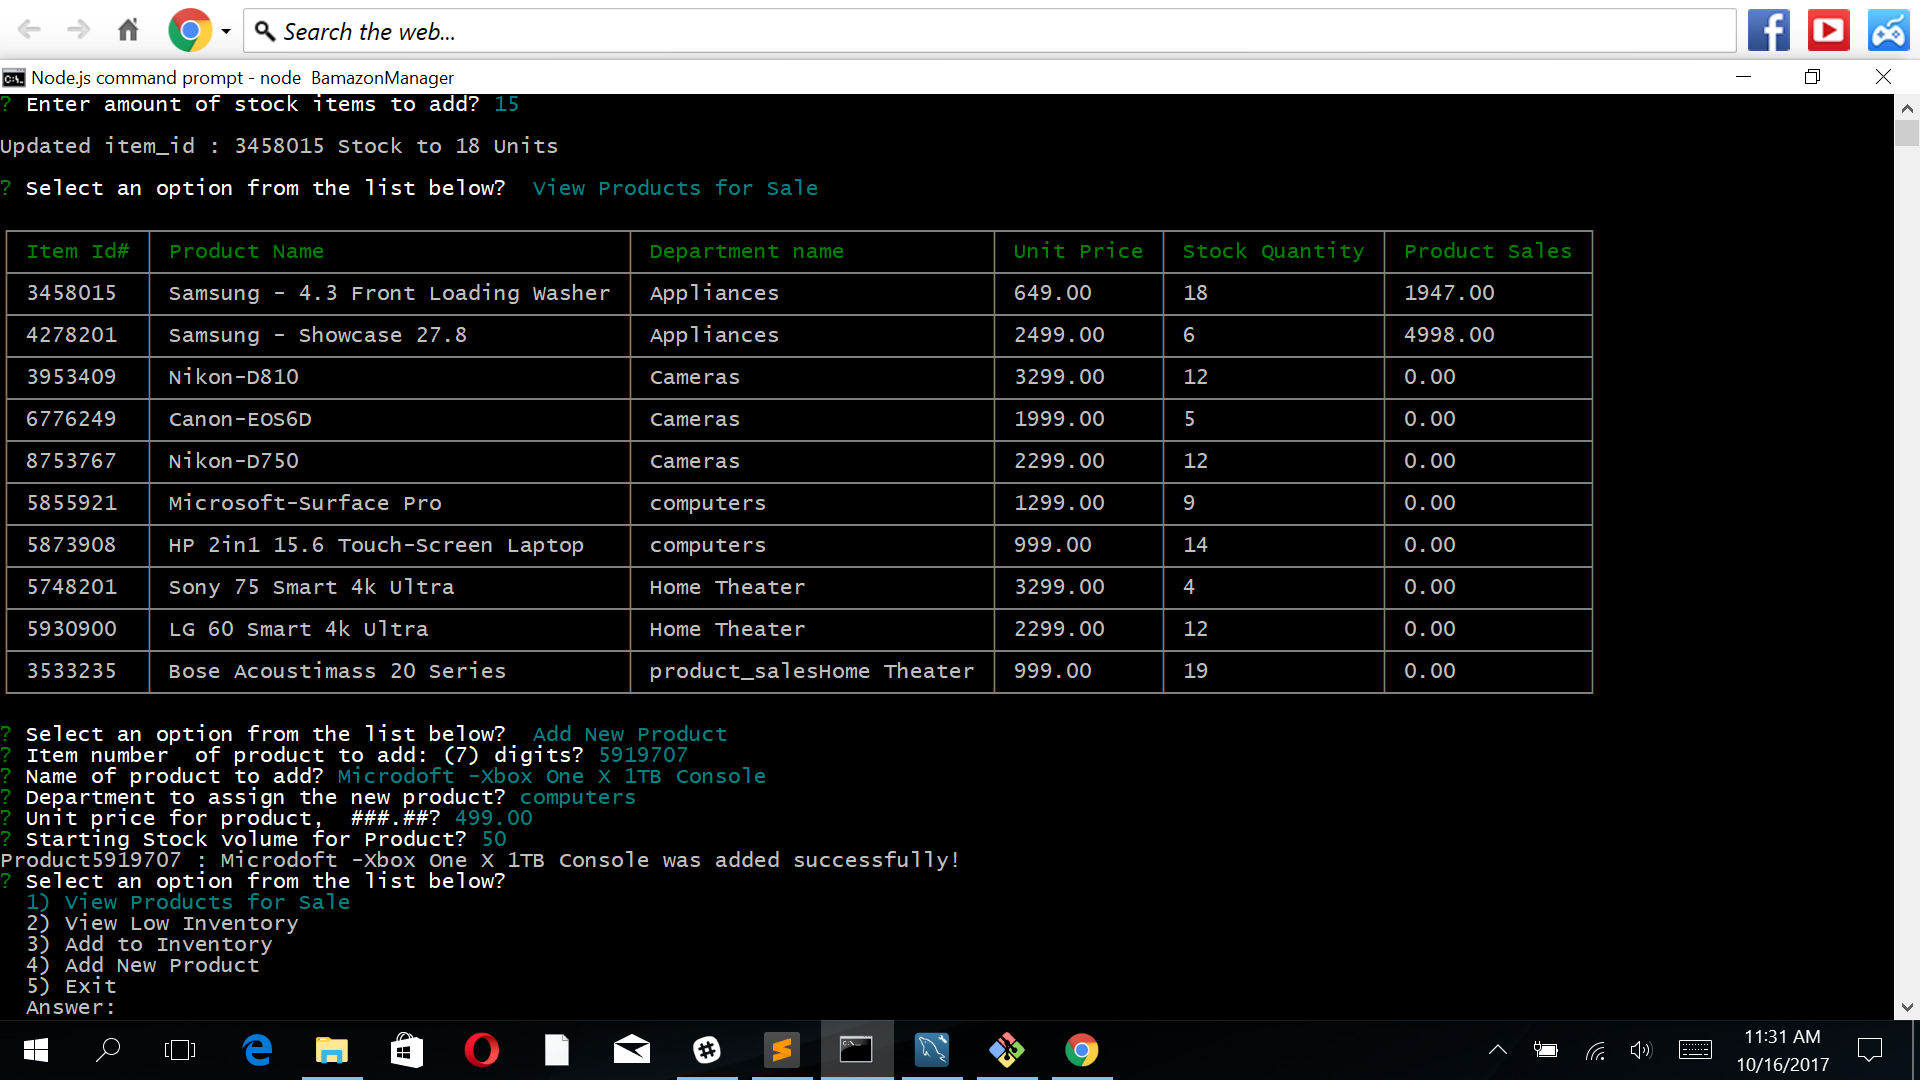 Search the web...
Node.js command prompt - node  BamazonManager
? Enter amount of stock items to add? 15
Updated item_id : 3458015 Stock to 18 Units
? Select an option from the list below?  View Products for Sale
Item Id# Product Name Department name Unit Price Stock Quantity Product Sales
3458015 Samsung - 4.3 Front Loading Washer Appliances 649.00 18 1947.00
4278201 Samsung - Showcase 27.8 Appliances 2499.00 6 4998.00
3953409 Nikon-D810 Cameras 3299.00 12 0.00
6776249 Canon-EOS6D Cameras 1999.00 5 0.00
8753767 Nikon-D750 Cameras 2299.00 12 0.00
5855921 Microsoft-Surface Pro computers 1299.00 9 0.00
5873908 HP 2in1 15.6 Touch-Screen Laptop computers 999.00 14 0.00
5748201 Sony 75 Smart 4k Ultra Home Theater 3299.00 4 0.00
5930900 LG 60 Smart 4k Ultra Home Theater 2299.00 12 0.00
3533235 Bose Acoustimass 20 Series product_salesHome Theater 999.00 19 0.00
? Select an option from the list below?  Add New Product
? Item number  of product to add: (7) digits? 5919707
? Name of product to add? Microdoft -Xbox One X 1TB Console
? Department to assign the new product? computers
? Unit price for product,  ###.##? 499.00
? Starting Stock volume for Product? 50
Product5919707 : Microdoft -Xbox One X 1TB Console was added successfully!
? Select an option from the list below?
1) View Products for Sale
2) View Low Inventory
3) Add to Inventory
4) Add New Product
5) Exit
Answer:
11:31 AM
10/16/2017